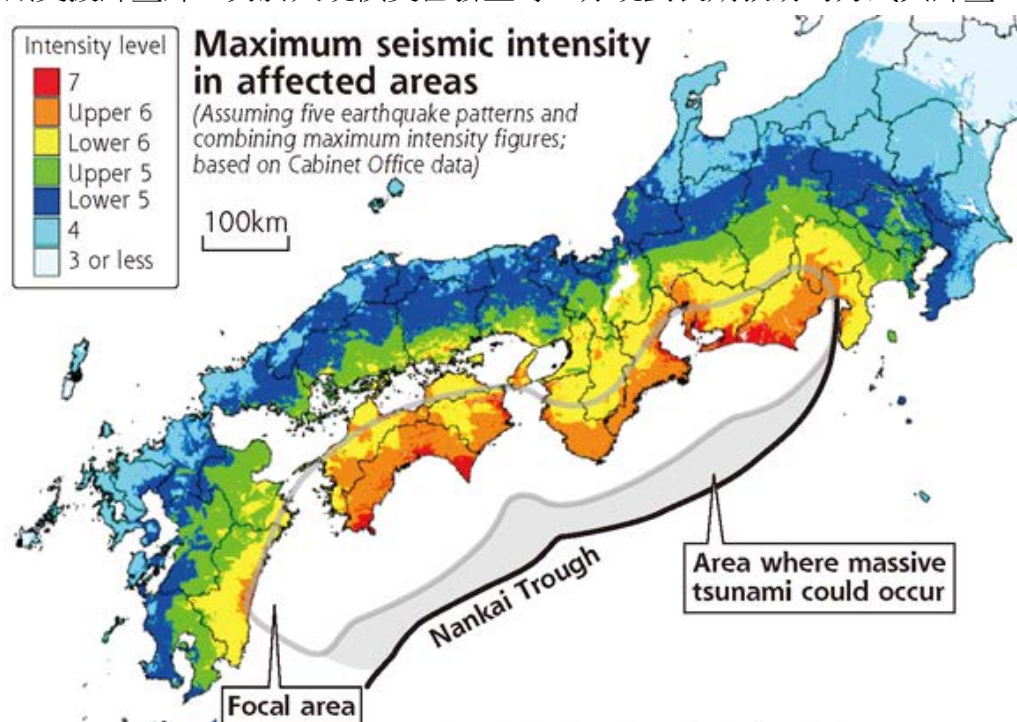 Intensity level
7
Upper 6
Lower 6
Upper 5
Lower 5
4
3 or less
Maximum seismic intensity
in affected areas
(Assuming five earthquake patterns and
combining maximum intensity figures;
based on Cabinet Office data)
100km
Area where massive
tsunami could occur
Nankai Trough
Focal area